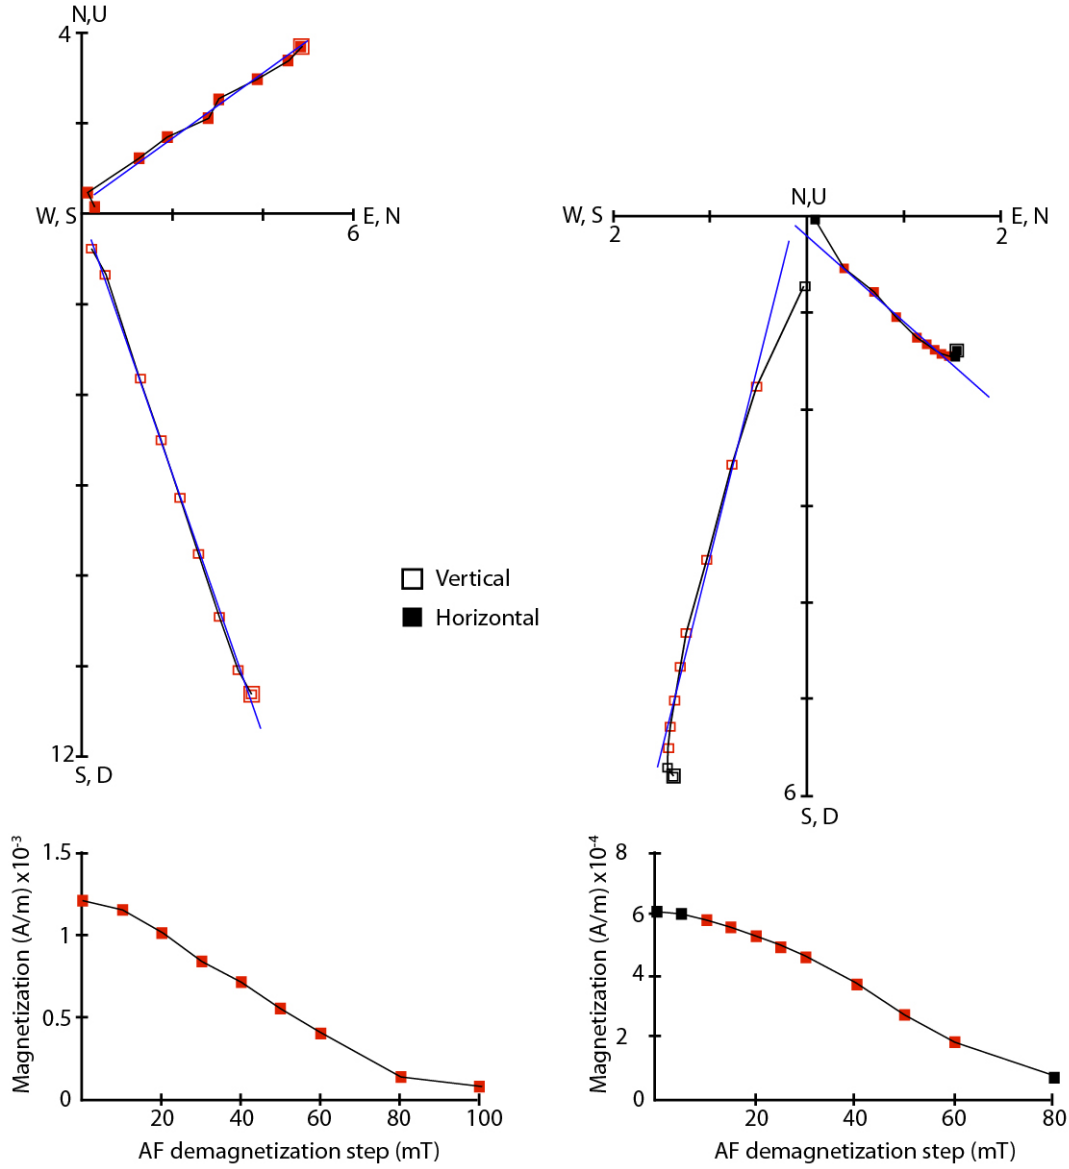 N,U
4
W, S
E, N
6
12
S, D
N,U
W, S
E, N
2
2
6
S, D
Vertical
Horizontal
Magnetization (A/m) x10-3
1.5
1
0.5
0
20
40
60
80
100
AF demagnetization step (mT)
Magnetization (A/m) x10-4
8
6
4
2
0
20
40
60
80
AF demagnetization step (mT)